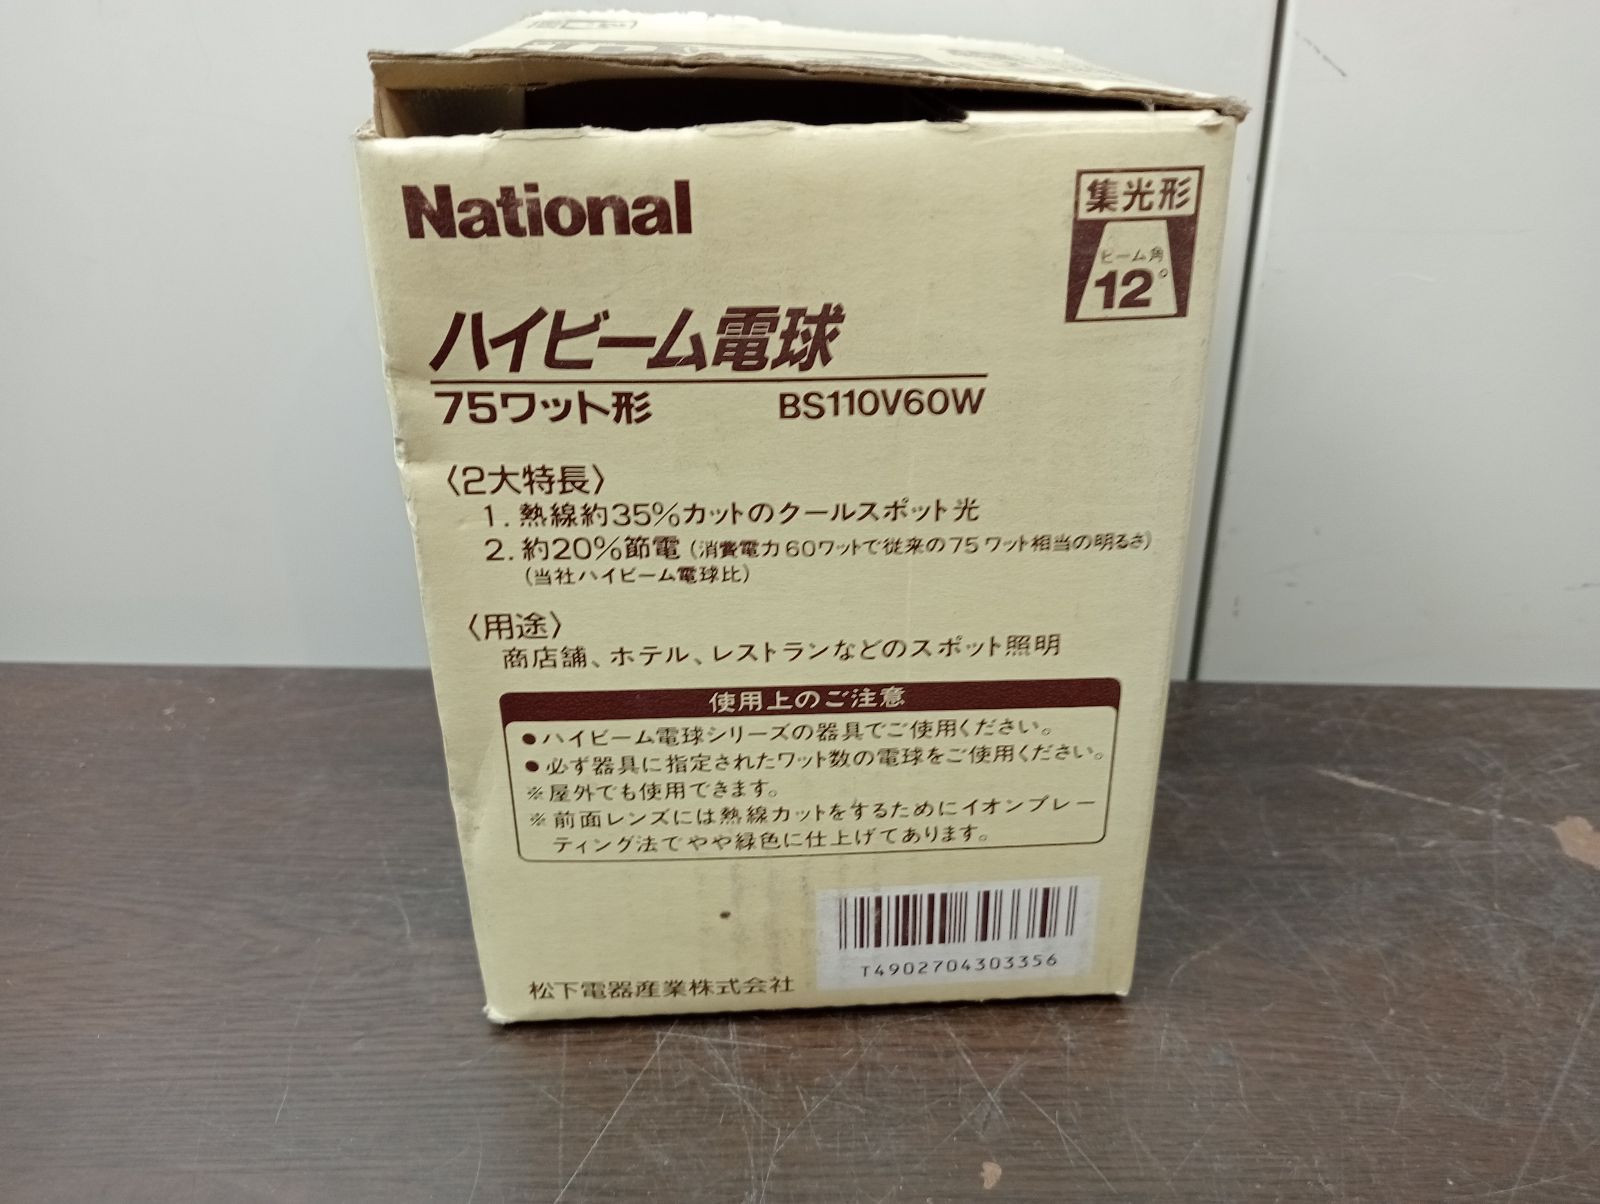 National
集光形
ビーム角
12°
ハイビーム電球
75ワット形 BS110V60W
〈2大特長〉
1. 熱線約35%カットのクールスポット光
2. 約20%節電(消費電力60ワットで従来の75ワット相当の明るさ)
(当社ハイビーム電球比)
〈用途〉
商店舗、ホテル、レストランなどのスポット照明
使用上のご注意
●ハイビーム電球シリーズの器具でご使用ください。
●必ず器具に指定されたワット数の電球をご使用ください。
※屋外でも使用できます。
※前面レンズには熱線カットをするためにイオンプレー
ティング法でやや緑色に仕上げてあります。
T4902704303356
松下電器産業株式会社